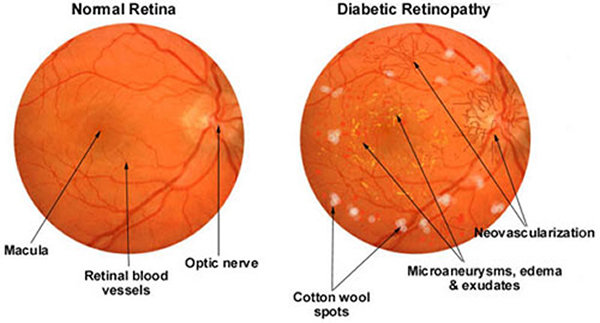 Normal Retina
Diabetic Retinopathy
Macula
Retinal blood
vessels
Optic nerve
Cotton wool
spots
Microaneurysms, edema
& exudates
Neovascularization